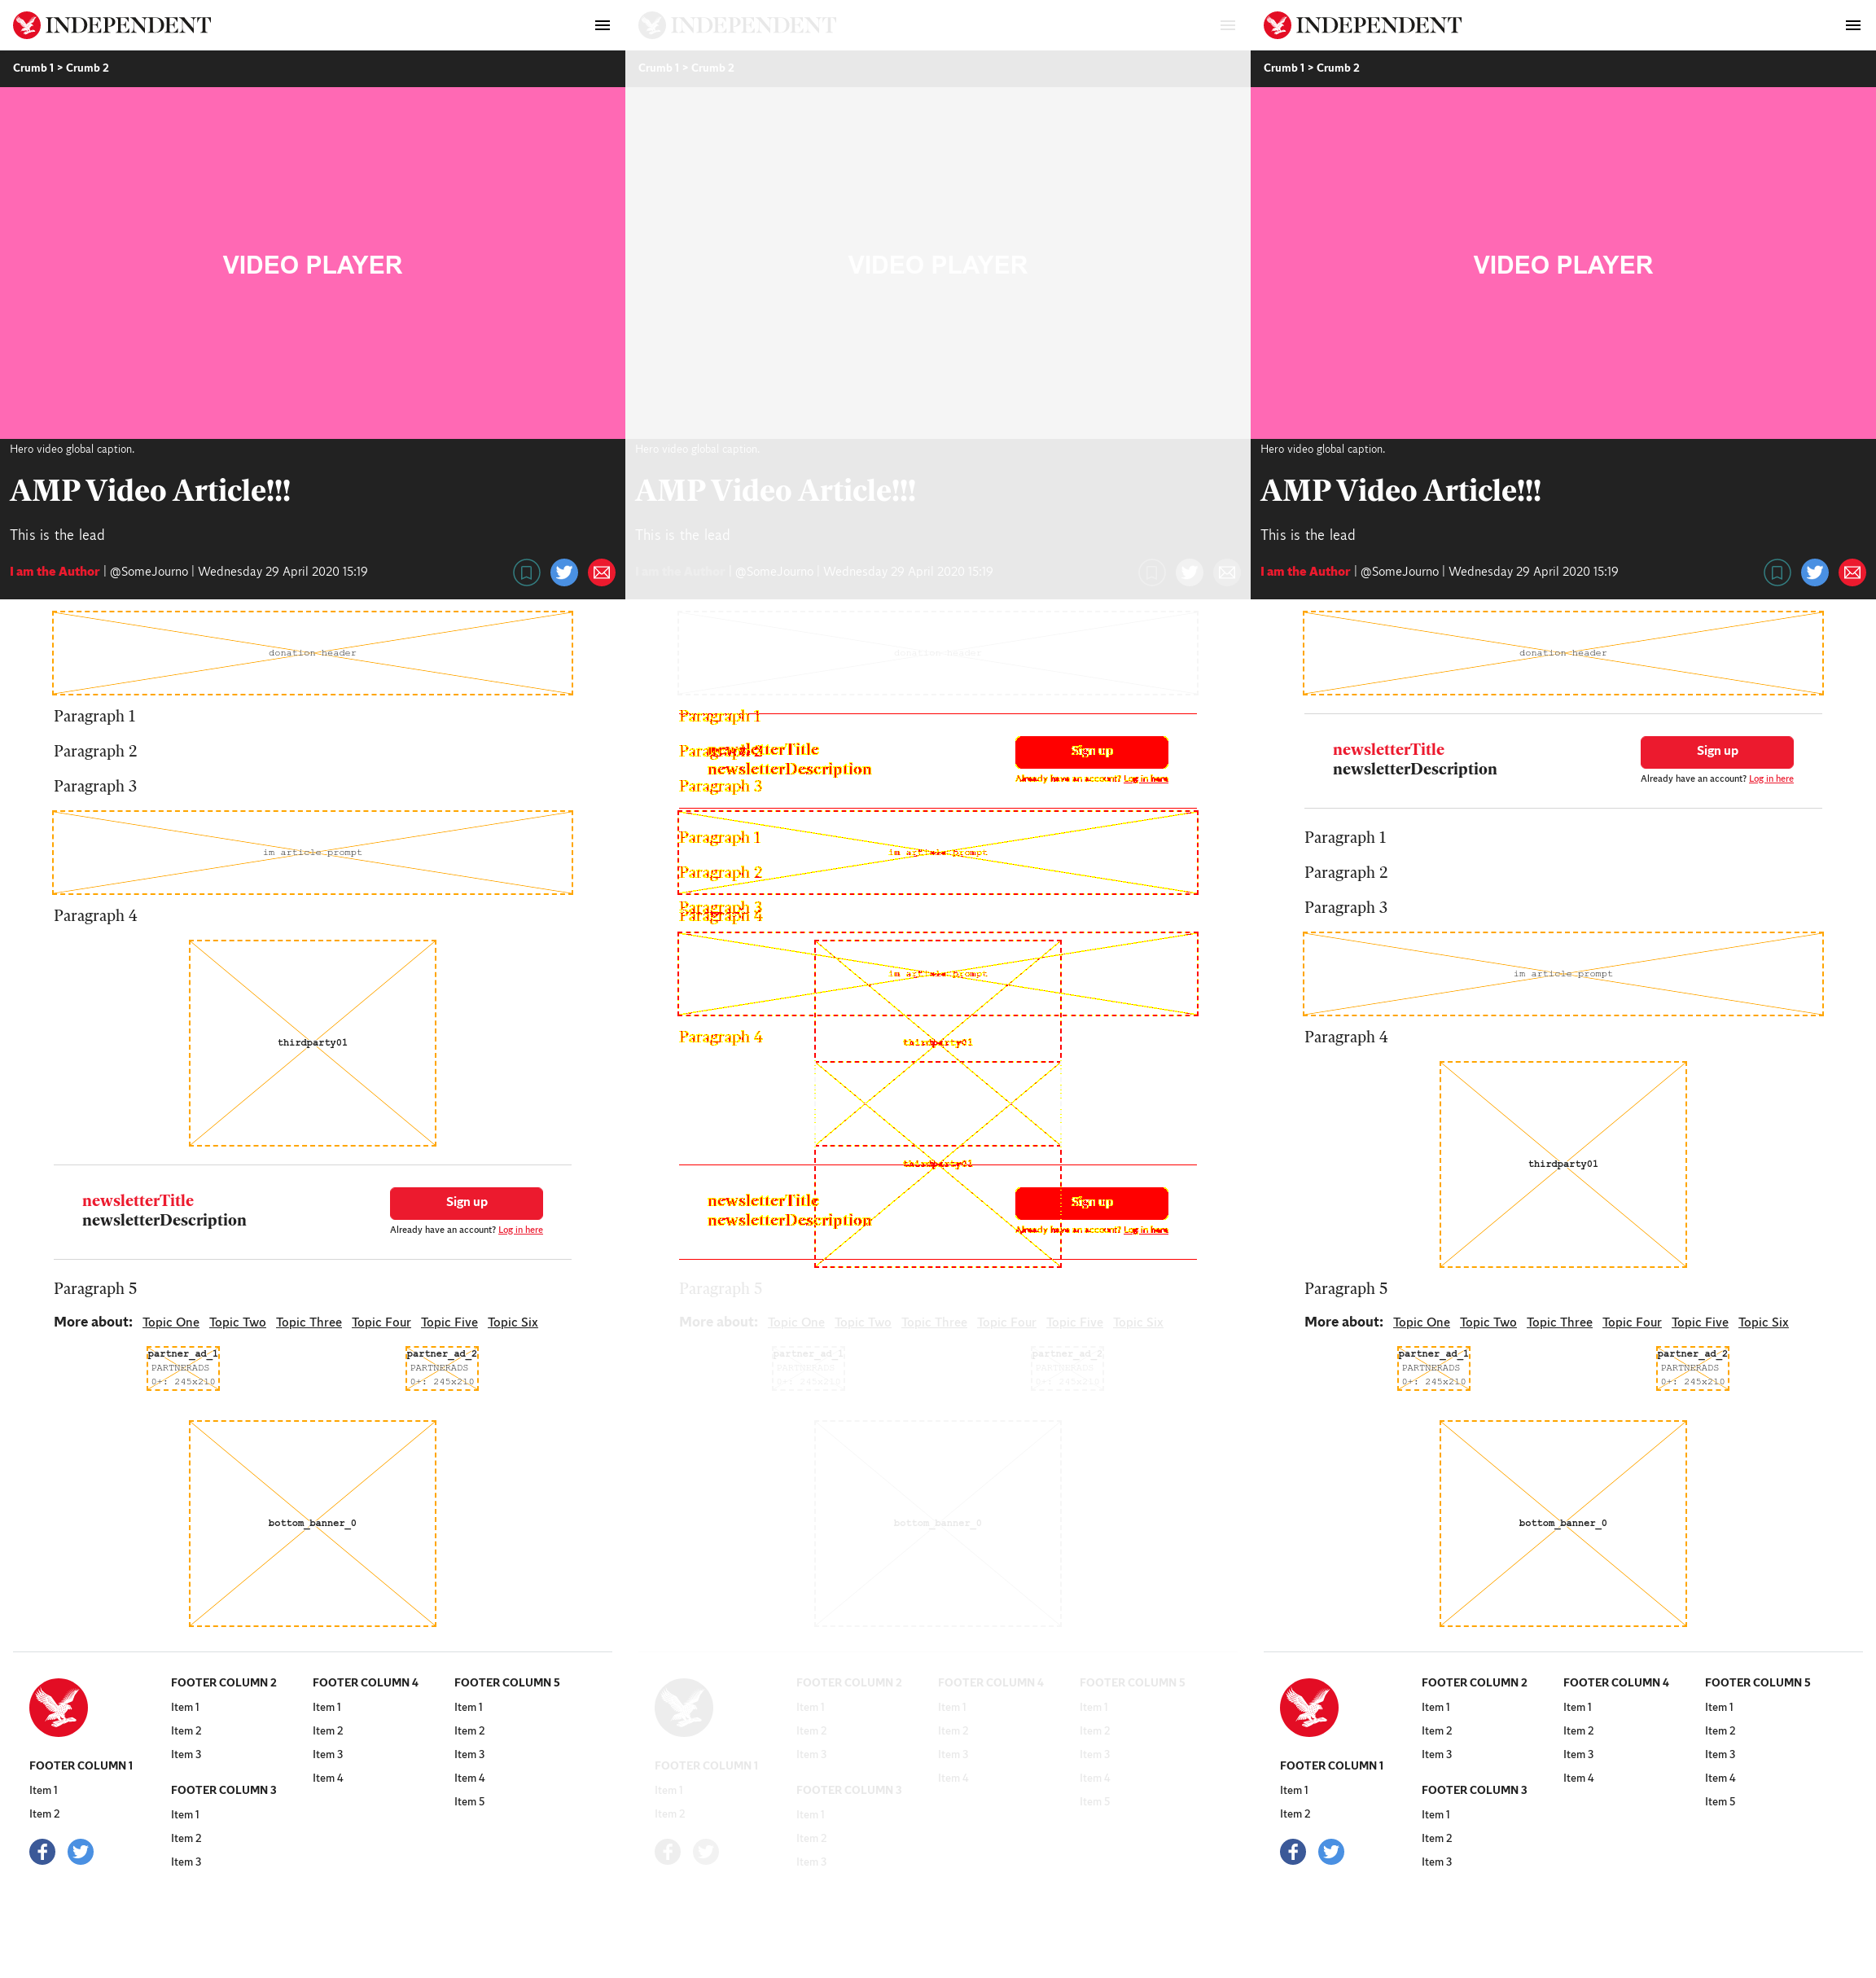 INDEPENDENT
Crumb 1 > Crumb 2
VIDEO PLAYER
Hero video global caption.
AMP Video Article!!!
This is the lead
I am the Author | @SomeJourno | Wednesday 29 April 2020 15:19
donation header
Paragraph 1
Paragraph 2
Paragraph 3
im article prompt
Paragraph 4
thirdparty01
newsletterTitle
newsletterDescription
Sign up
Already have an account? Log in here
Paragraph 5
More about: Topic One Topic Two Topic Three Topic Four Topic Five Topic Six
partner_ad_1
PARTNERADS
0+: 245x210
partner_ad_2
PARTNERADS
0+: 245x210
bottom_banner_0
FOOTER COLUMN 1
Item 1
Item 2
FOOTER COLUMN 2
Item 1
Item 2
Item 3
FOOTER COLUMN 3
Item 1
Item 2
Item 3
FOOTER COLUMN 4
Item 1
Item 2
Item 3
Item 4
FOOTER COLUMN 5
Item 1
Item 2
Item 3
Item 4
Item 5
INDEPENDENT
Crumb 1 > Crumb 2
VIDEO PLAYER
Hero video global caption.
AMP Video Article!!!
This is the lead
I am the Author | @SomeJourno | Wednesday 29 April 2020 15:19
donation header
Paragraph 1
Paragraph 2
newsletterTitle
newsletterDescription
Sign up
Already have an account? Log in here
Paragraph 3
Paragraph 1
im article prompt
Paragraph 2
Paragraph 3
Paragraph 4
im article prompt
Paragraph 4
thirdparty01
thirdparty01
newsletterTitle
newsletterDescription
Sign up
Already have an account? Log in here
Paragraph 5
More about: Topic One Topic Two Topic Three Topic Four Topic Five Topic Six
partner_ad_1
PARTNERADS
0+: 245x210
partner_ad_2
PARTNERADS
0+: 245x210
bottom_banner_0
FOOTER COLUMN 1
Item 1
Item 2
FOOTER COLUMN 2
Item 1
Item 2
Item 3
FOOTER COLUMN 3
Item 1
Item 2
Item 3
FOOTER COLUMN 4
Item 1
Item 2
Item 3
Item 4
FOOTER COLUMN 5
Item 1
Item 2
Item 3
Item 4
Item 5
INDEPENDENT
Crumb 1 > Crumb 2
VIDEO PLAYER
Hero video global caption.
AMP Video Article!!!
This is the lead
I am the Author | @SomeJourno | Wednesday 29 April 2020 15:19
donation header
newsletterTitle
newsletterDescription
Sign up
Already have an account? Log in here
Paragraph 1
Paragraph 2
Paragraph 3
im article prompt
Paragraph 4
thirdparty01
Paragraph 5
More about: Topic One Topic Two Topic Three Topic Four Topic Five Topic Six
partner_ad_1
PARTNERADS
0+: 245x210
partner_ad_2
PARTNERADS
0+: 245x210
bottom_banner_0
FOOTER COLUMN 1
Item 1
Item 2
FOOTER COLUMN 2
Item 1
Item 2
Item 3
FOOTER COLUMN 3
Item 1
Item 2
Item 3
FOOTER COLUMN 4
Item 1
Item 2
Item 3
Item 4
FOOTER COLUMN 5
Item 1
Item 2
Item 3
Item 4
Item 5